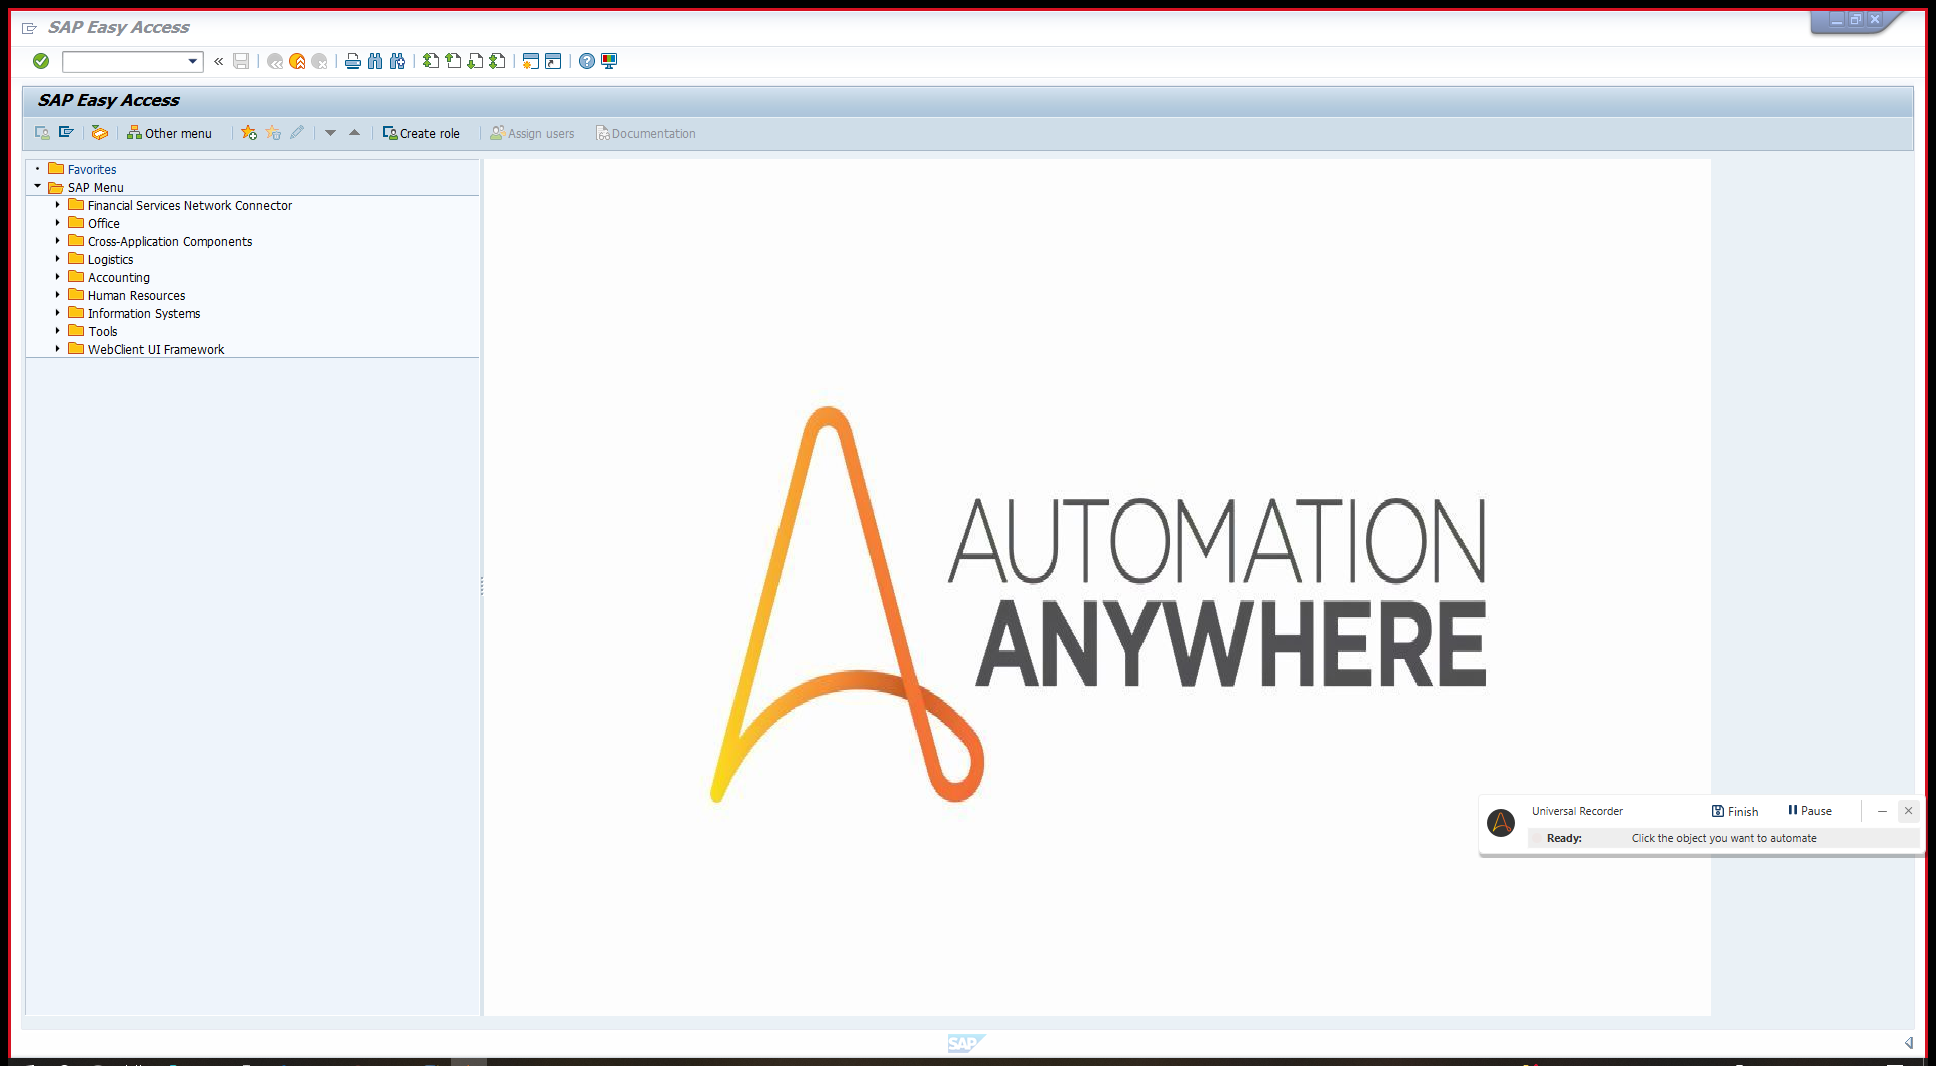 SAP Easy Access
SAP Easy Access
Other menu Create role Assign users Documentation
Favorites
SAP Menu
Financial Services Network Connector
Office
Cross-Application Components
Logistics
Accounting
Human Resources
Information Systems
Tools
WebClient UI Framework
AUTOMATION
ANYWHERE
Universal Recorder Finish Pause
Ready: Click the object you want to automate
SAP